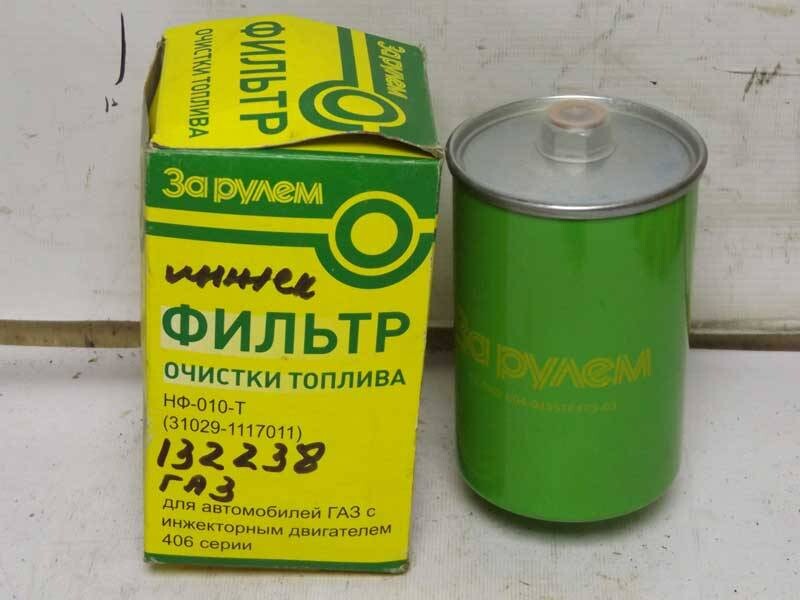 ФИЛЬТР
ОЧИСТКИ ТОПЛИВА
За рулем
За рулем
инжек
ФИЛЬТР
ОЧИСТКИ ТОПЛИВА
НФ-010-Т
(31029-1117011)
132238
ГАЗ
для автомобилей ГАЗ с
инжекторным двигателем
406 серии
За рулем